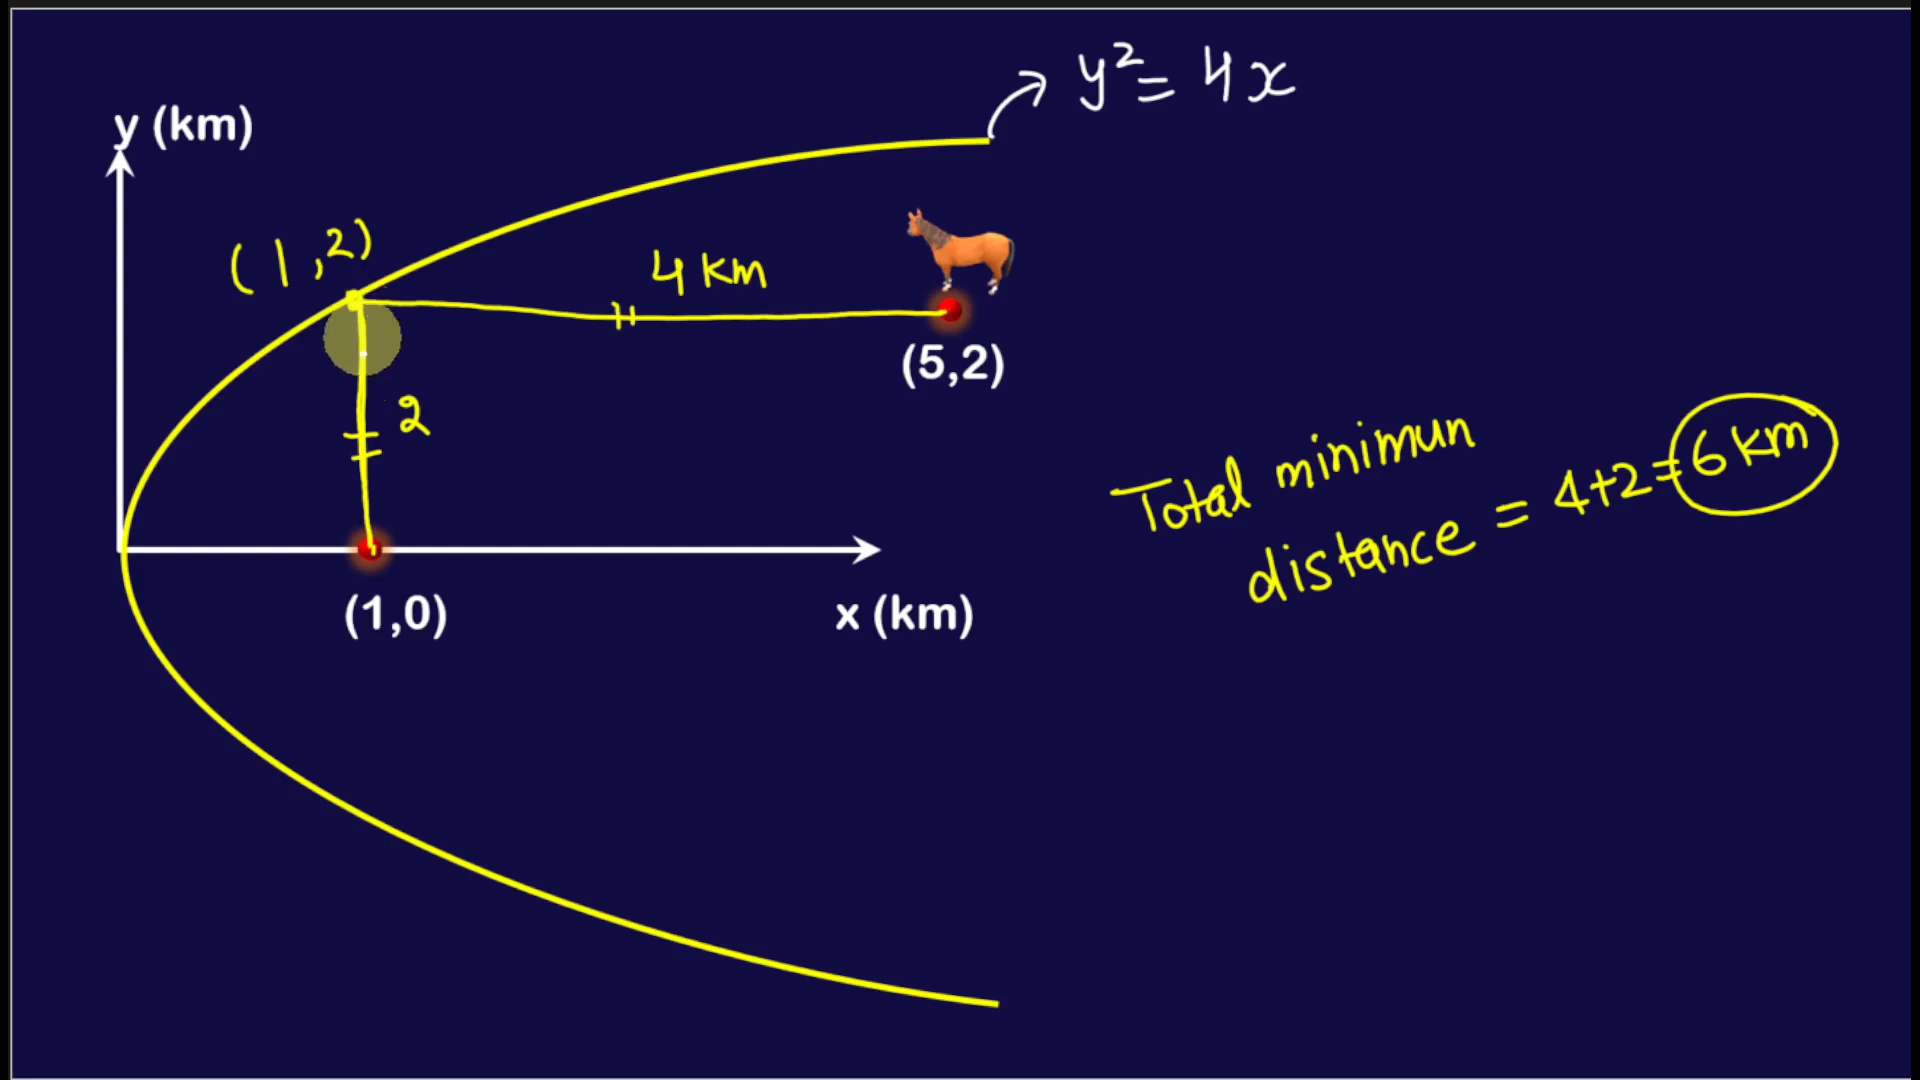 y² = 4x
y (km)
(1,2)
4 km
(5,2)
2
Total minimun
distance = 4+2=6 km
(1,0)
x (km)